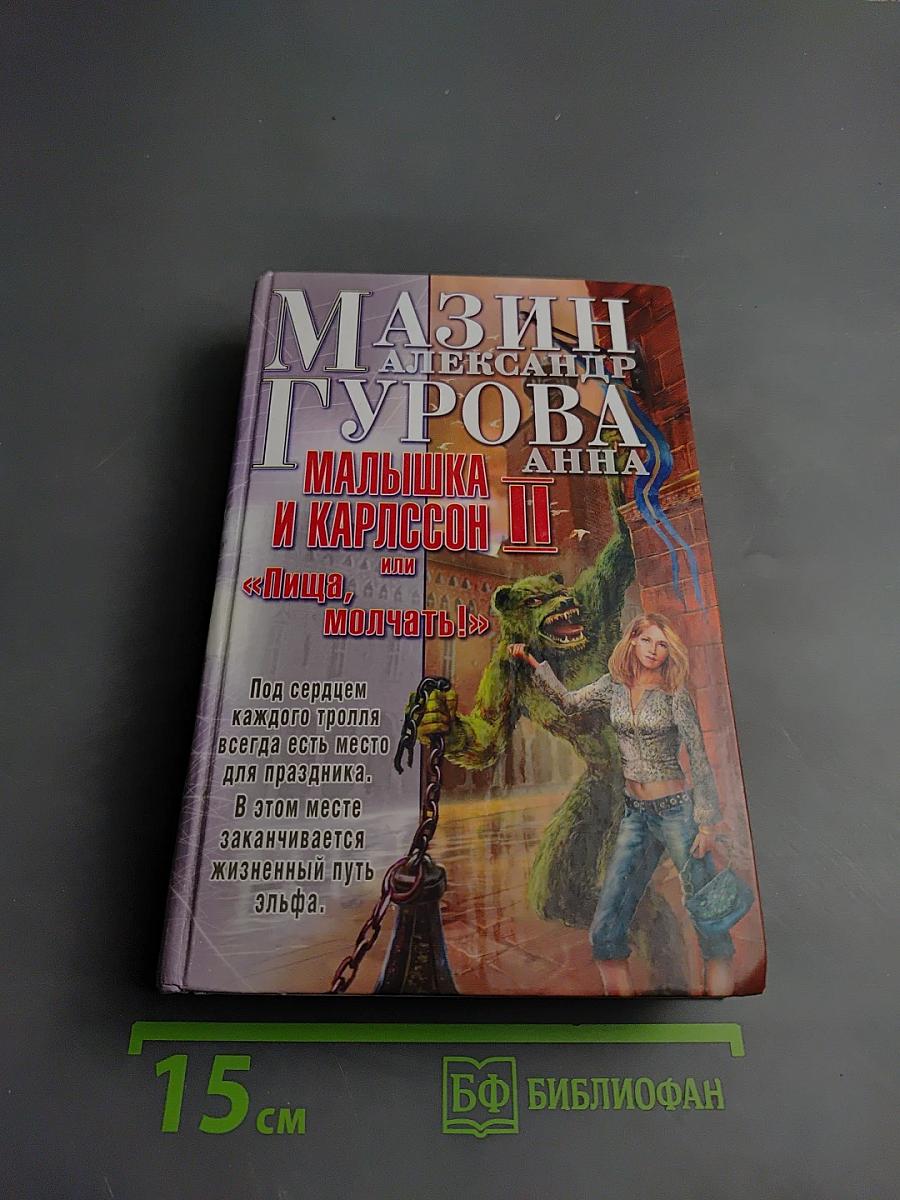 МАЗИН
АЛЕКСАНДР
ГУРОВА
АННА
МАЛЫШКА
И КАРЛССОН II
или
«Пища,
молчать!»
Под сердцем
каждого тролля
всегда есть место
для праздника.
В этом месте
заканчивается
жизненный путь
эльфа.
15 см
БФ БИБЛИОФАН